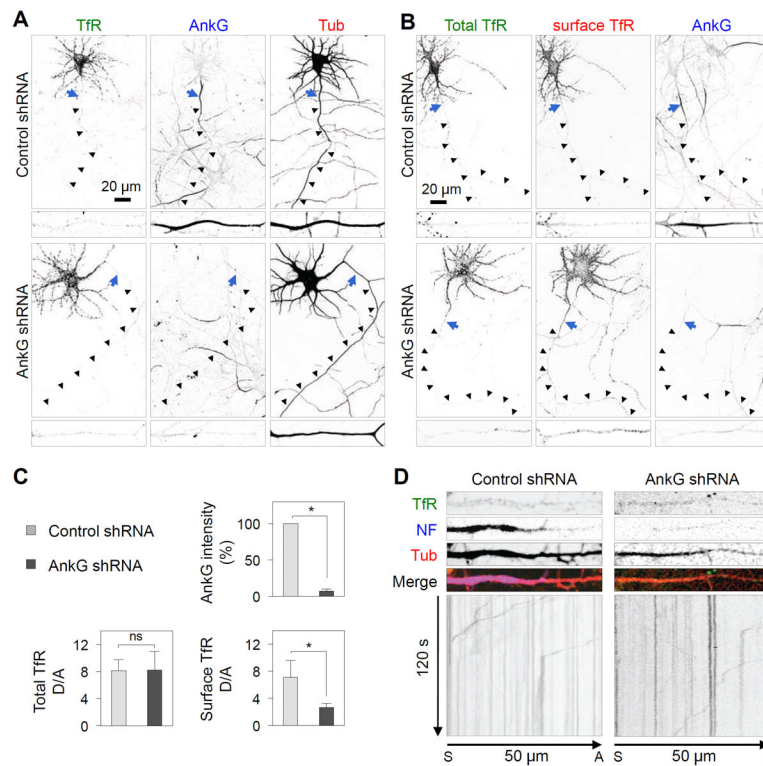 A
TfR AnkG Tub
Control shRNA
20 µm
AnkG shRNA
B
Total TfR surface TfR AnkG
Control shRNA
20 µm
AnkG shRNA
C
Control shRNA
AnkG shRNA
AnkG intensity
(%)
100
50
0
*
Total TfR
D/A
12
8
4
0
ns
Surface TfR
D/A
12
8
4
0
*
D
Control shRNA AnkG shRNA
TfR
NF
Tub
Merge
120 s
S 50 µm A
S 50 µm